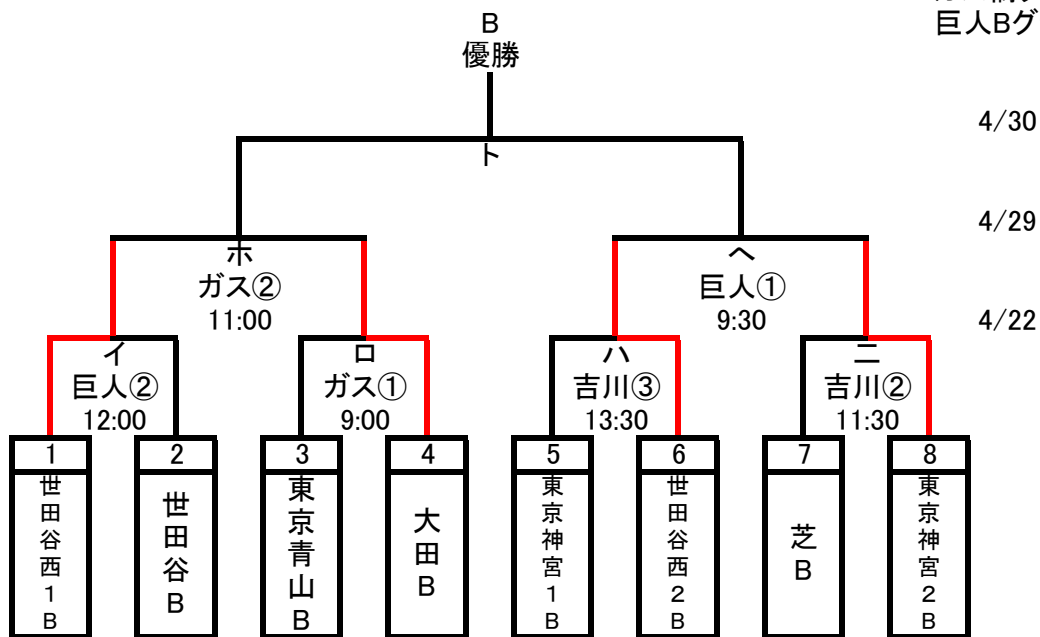 巨人Bグ
B
優勝
4/30
ト
4/29
ホ
ガス②
11:00
ヘ
巨人①
9:30
4/22
イ
巨人②
12:00
ロ
ガス①
9:00
ハ
吉川③
13:30
ニ
吉川②
11:30
1
2
3
4
5
6
7
8
世田谷西1B
世田谷B
東京青山B
大田B
東京神宮1B
世田谷西2B
芝B
東京神宮2B